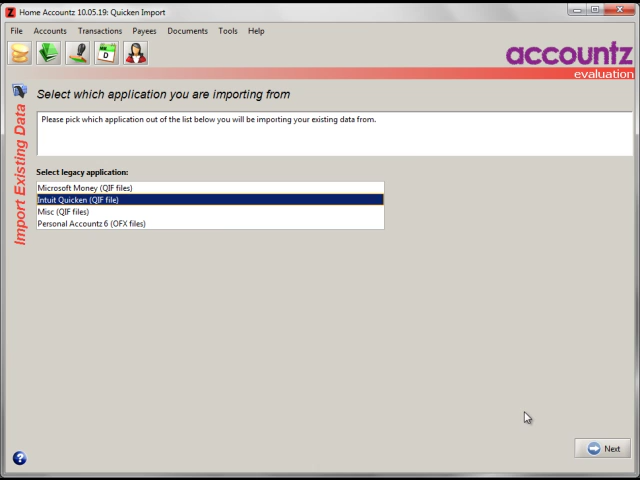 Home Accountz 10.05.19: Quicken Import
File Accounts Transactions Payees Documents Tools Help
accountz
evaluation
Import Existing Data
Select which application you are importing from
Please pick which application out of the list below you will be importing your existing data from.
Select legacy application:
Microsoft Money (QIF files)
Intuit Quicken (QIF file)
Misc (QIF files)
Personal Accountz 6 (OFX files)
Next